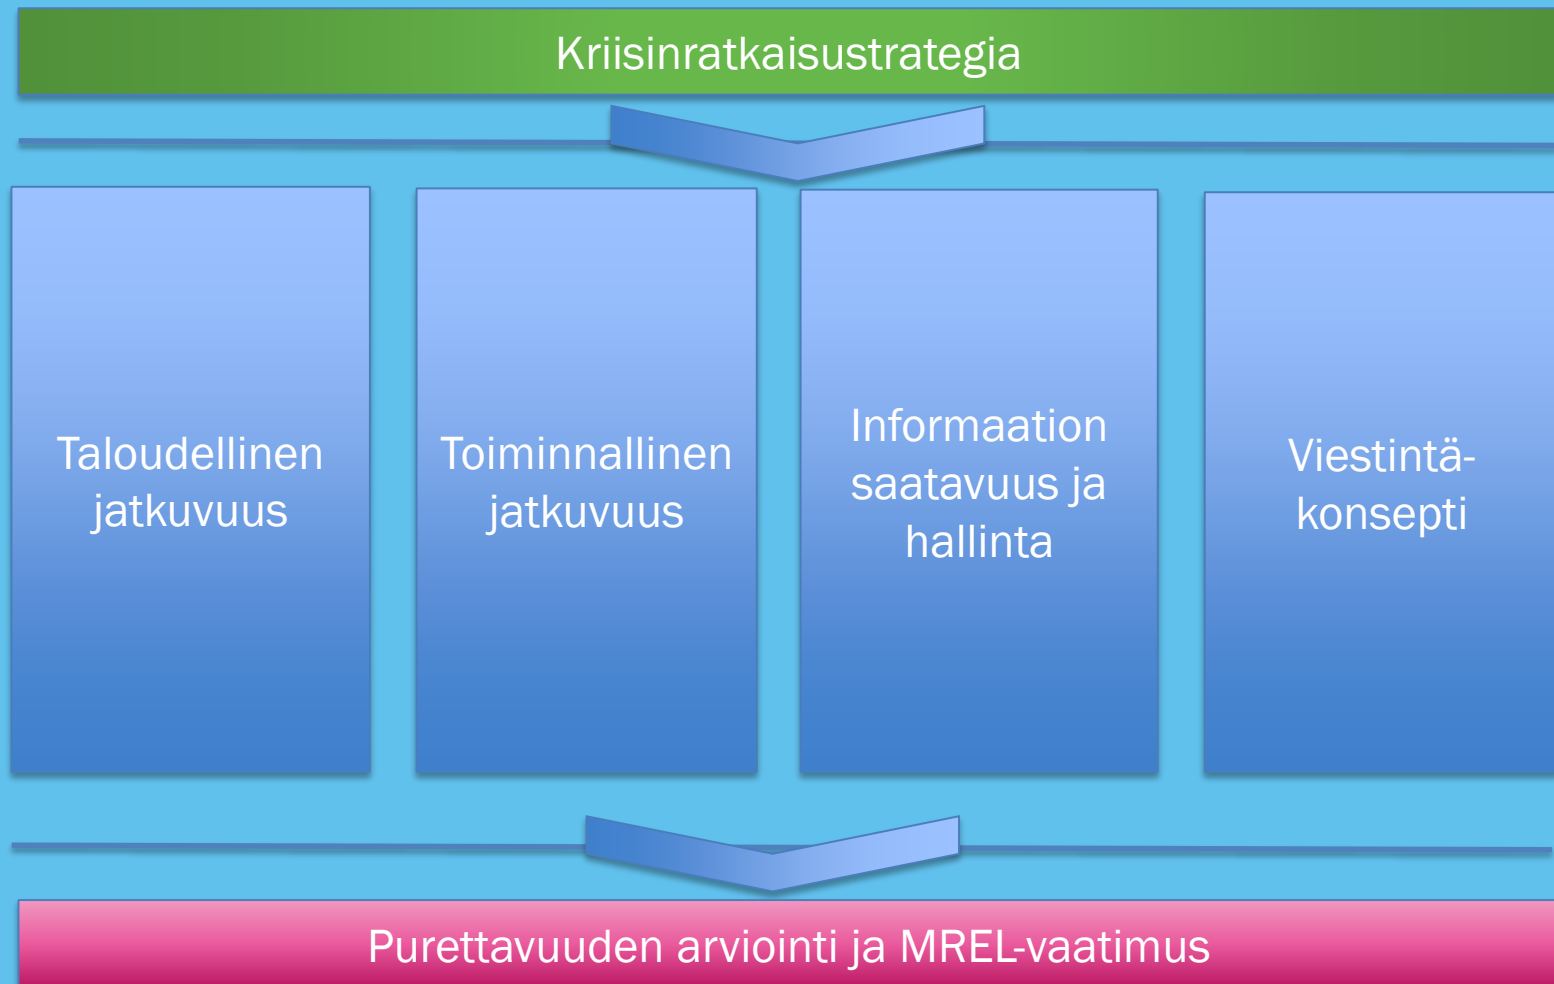 Kriisinratkaisustrategia
Taloudellinen
jatkuvuus
Toiminnallinen
jatkuvuus
Informaation
saatavuus ja
hallinta
Viestintä-
konsepti
Purettavuuden arviointi ja MREL-vaatimus